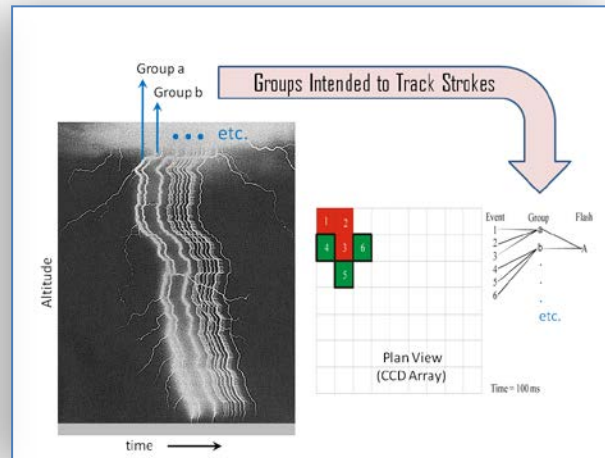 Group a
Group b
Groups Intended to Track Strokes
••• etc.
Altitude
time
1 2
4 3 6
5
Plan View
(CCD Array)
Event Group Flash
1
2
3
4
5
6
a
b
A
.
.
.
etc.
Time = 100 ms